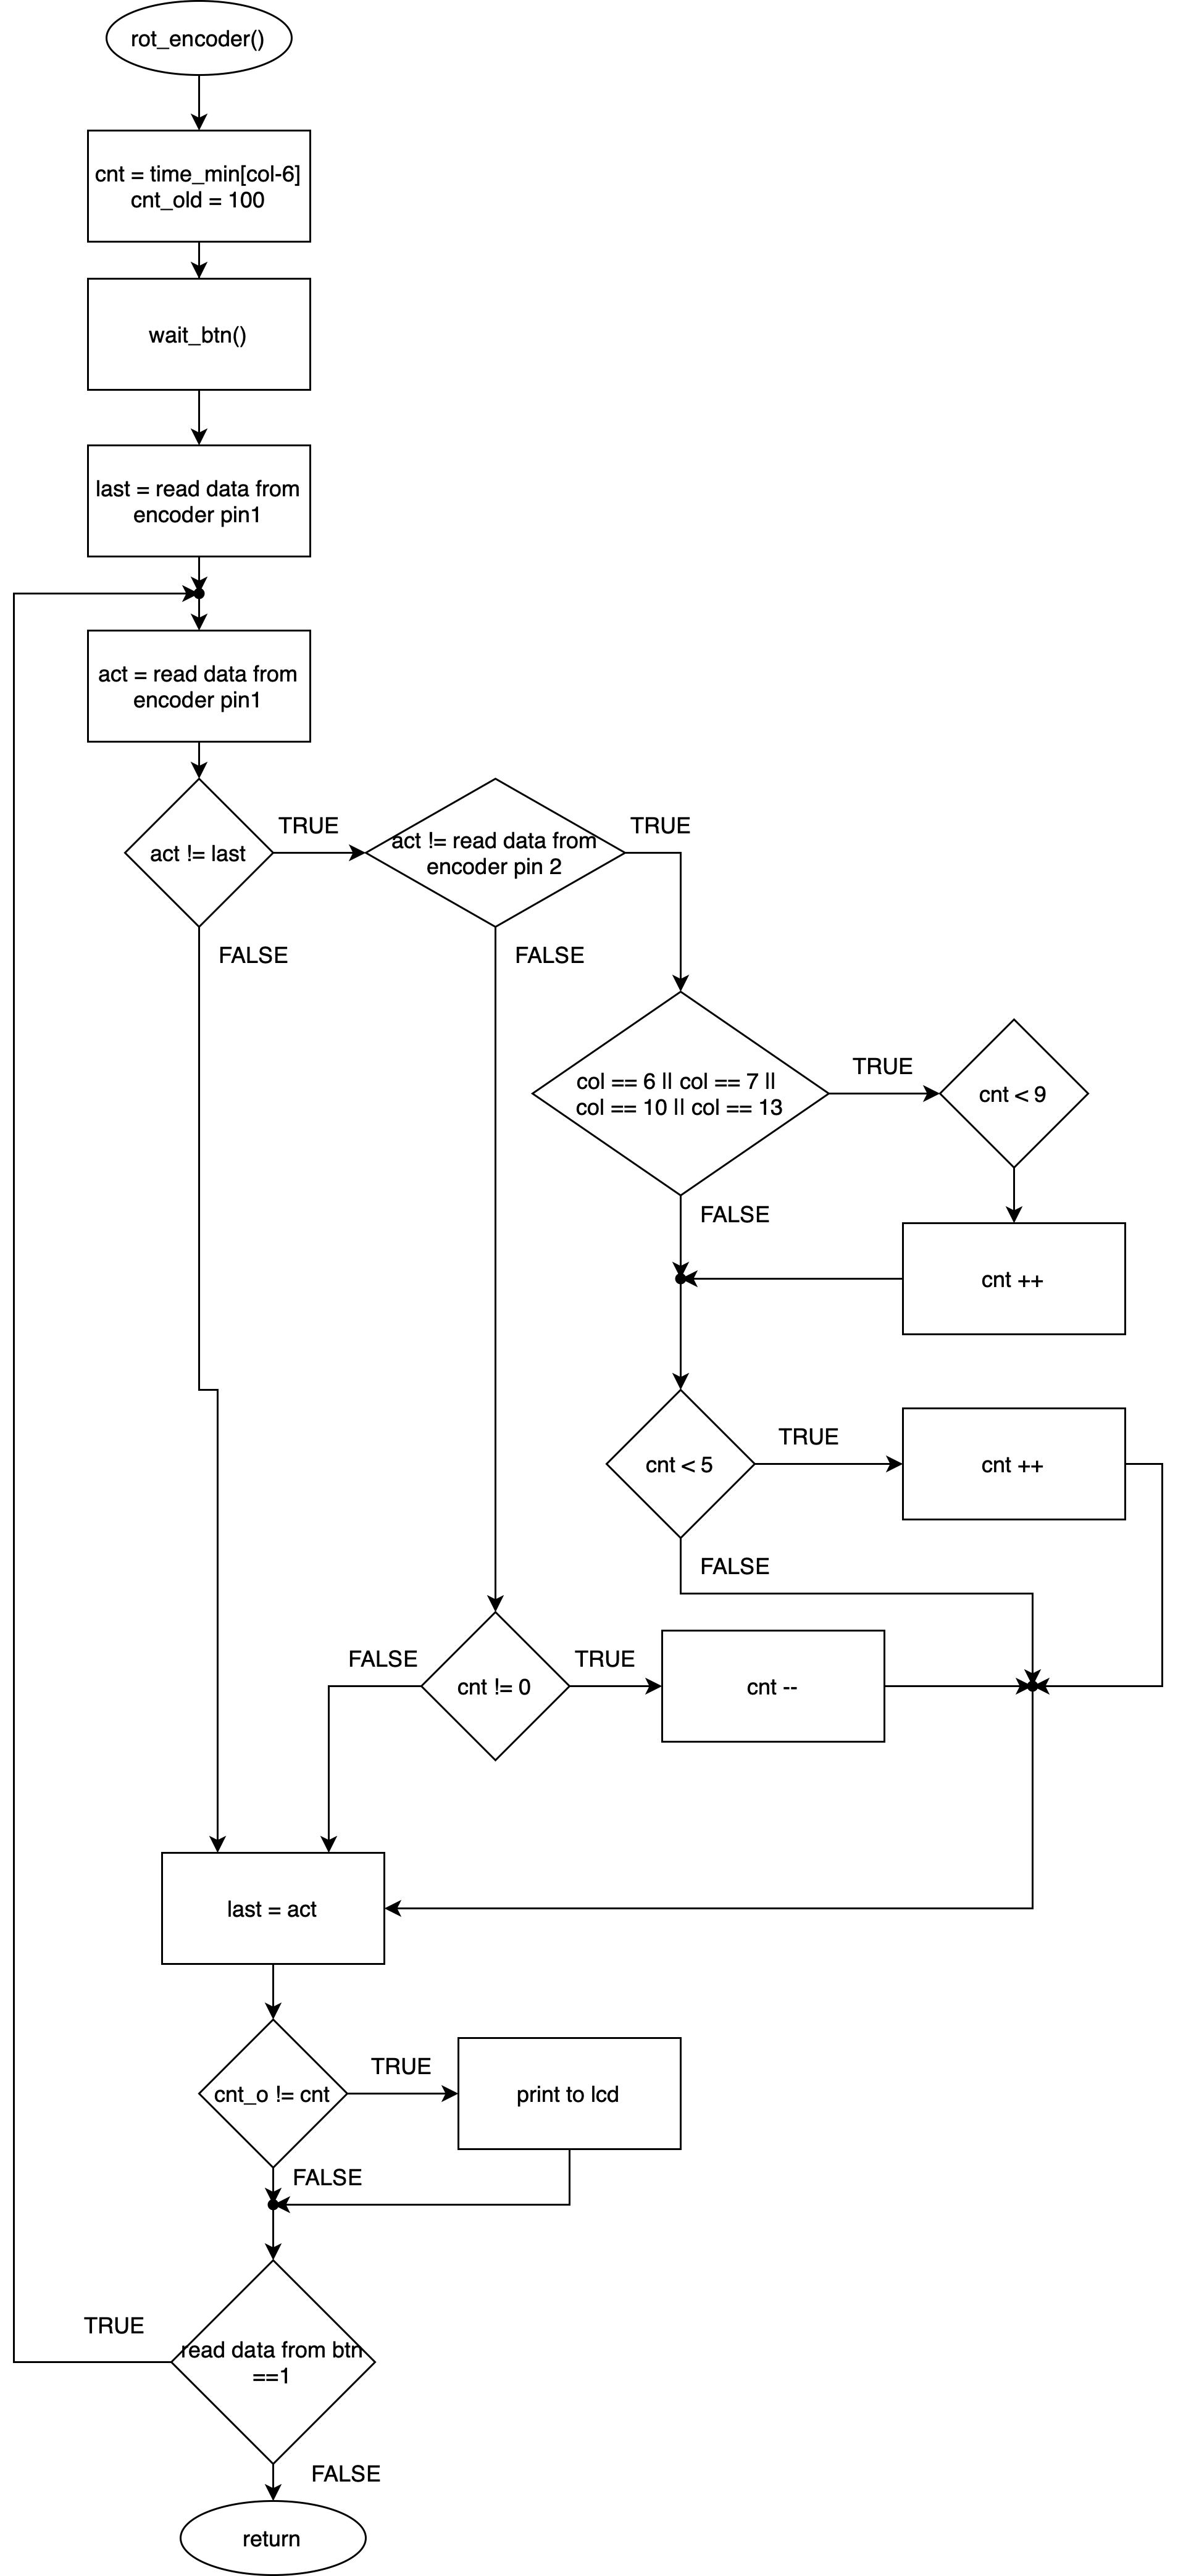 rot_encoder()
cnt = time_min[col-6]
cnt_old = 100
wait_btn()
last = read data from
encoder pin1
act = read data from
encoder pin1
act != last
TRUE
act != read data from
encoder pin 2
TRUE
FALSE
FALSE
col == 6 || col == 7 ||
col == 10 || col == 13
TRUE
cnt < 9
FALSE
cnt ++
cnt < 5
TRUE
cnt ++
FALSE
FALSE
cnt != 0
TRUE
cnt --
last = act
cnt_o != cnt
TRUE
print to lcd
FALSE
TRUE
read data from btn
==1
FALSE
return